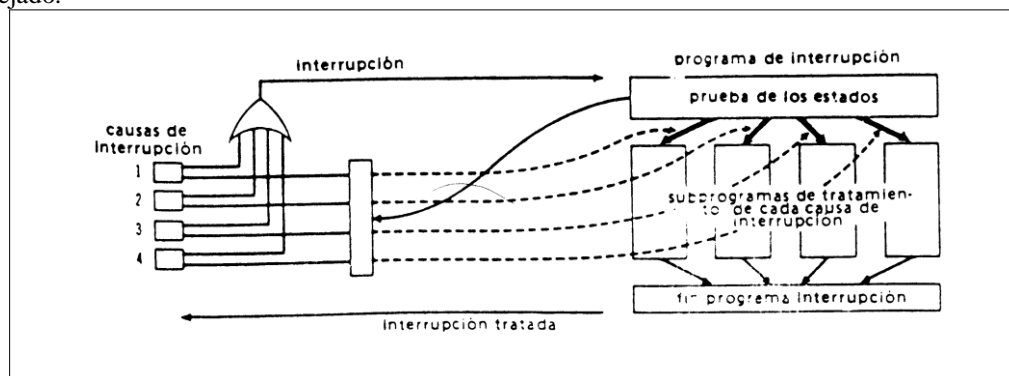 ejado.
interrupción
programa de interrupción
prueba de los estados
causas de
interrupción
1
2
3
4
subprogramas de tratamien-
to de cada causa de
interrupción
fin programa interrupción
interrupción tratada